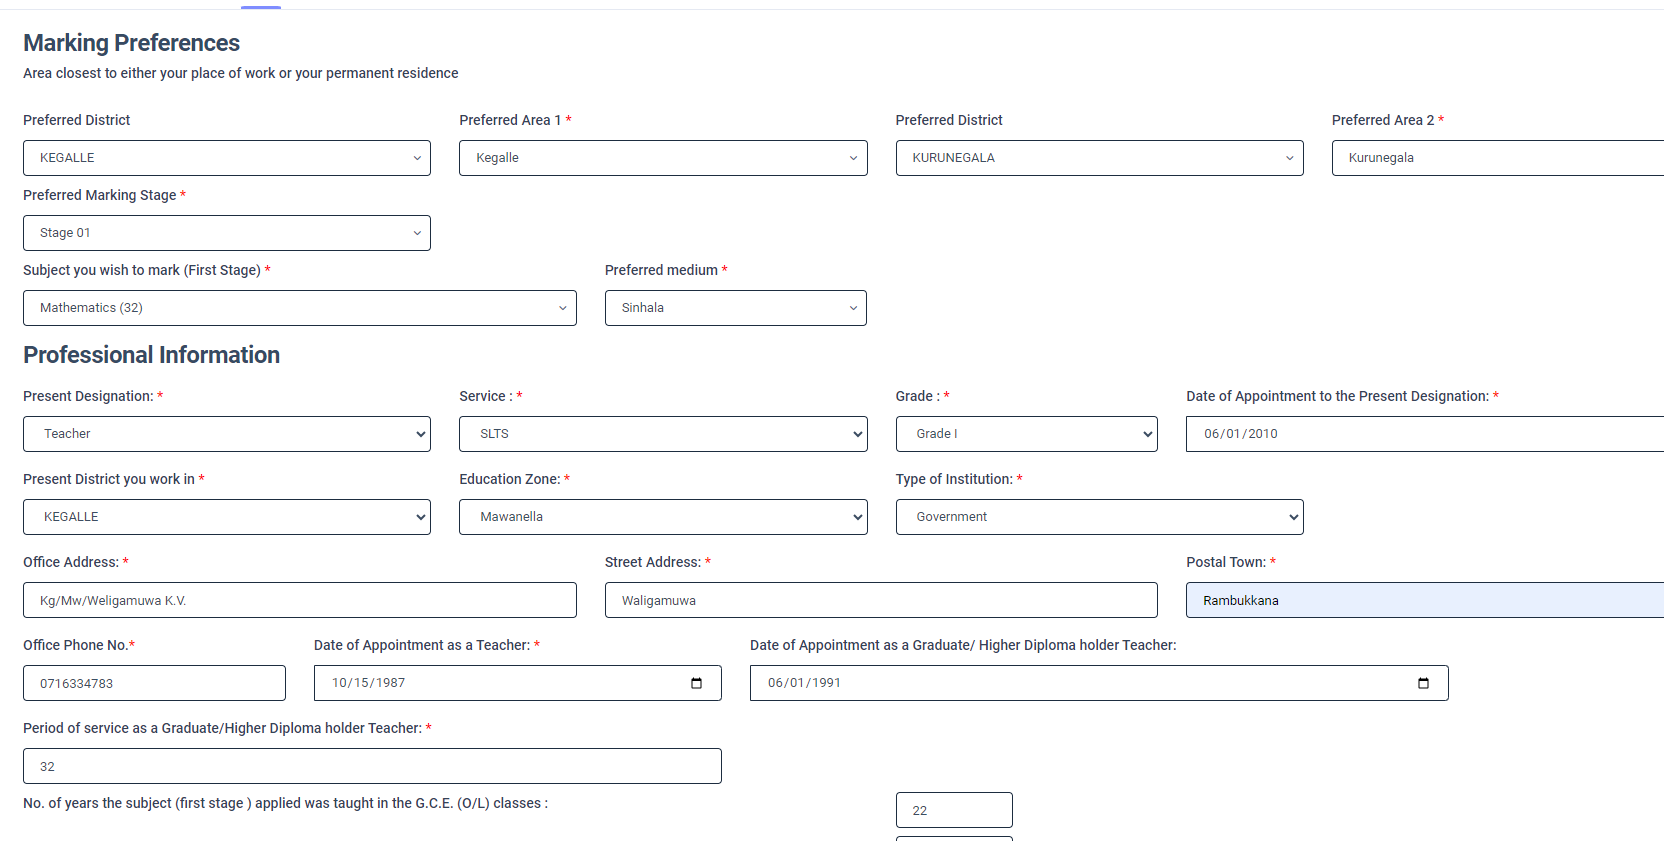 Marking Preferences
Area closest to either your place of work or your permanent residence
Preferred District Preferred Area 1 * Preferred District Preferred Area 2 *
KEGALLE Kegalle KURUNEGALA Kurunegala
Preferred Marking Stage *
Stage 01
Subject you wish to mark (First Stage) * Preferred medium *
Mathematics (32) Sinhala
Professional Information
Present Designation: * Service : * Grade : * Date of Appointment to the Present Designation: *
Teacher SLTS Grade I 06/01/2010
Present District you work in * Education Zone: * Type of Institution: *
KEGALLE Mawanella Government
Office Address: * Street Address: * Postal Town: *
Kg/Mw/Weligamuwa K.V. Waligamuwa Rambukkana
Office Phone No.* Date of Appointment as a Teacher: * Date of Appointment as a Graduate/ Higher Diploma holder Teacher:
0716334783 10/15/1987 06/01/1991
Period of service as a Graduate/Higher Diploma holder Teacher: *
32
No. of years the subject (first stage ) applied was taught in the G.C.E. (O/L) classes :
22